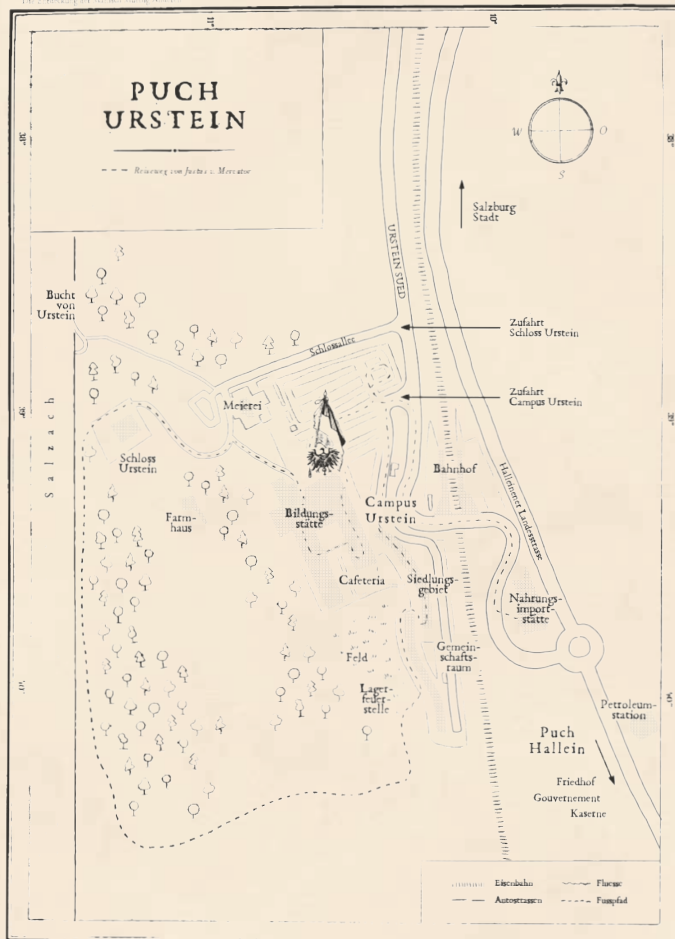 PUCH
URSTEIN
Reiseweg von Justus v. Mercator
W
O
S
Salzburg
Stadt
URSTEIN SUED
Bucht
von
Urstein
Schlossallee
Zufahrt
Schloss Urstein
Zufahrt
Campus Urstein
Meierei
Salzach
Schloss
Urstein
Bahnhof
Halleiner Landesstrasse
Farm-
haus
Bildungs-
stätte
Campus
Urstein
Cafeteria
Siedlungs-
gebiet
Nahrungs-
import-
stätte
Feld
Gemein-
schafts-
raum
Lager-
feuer-
stelle
Petroleum-
station
Puch
Hallein
Friedhof
Gouvernement
Kaserne
Eisenbahn
Fluesse
Autostrassen
Fusspfad